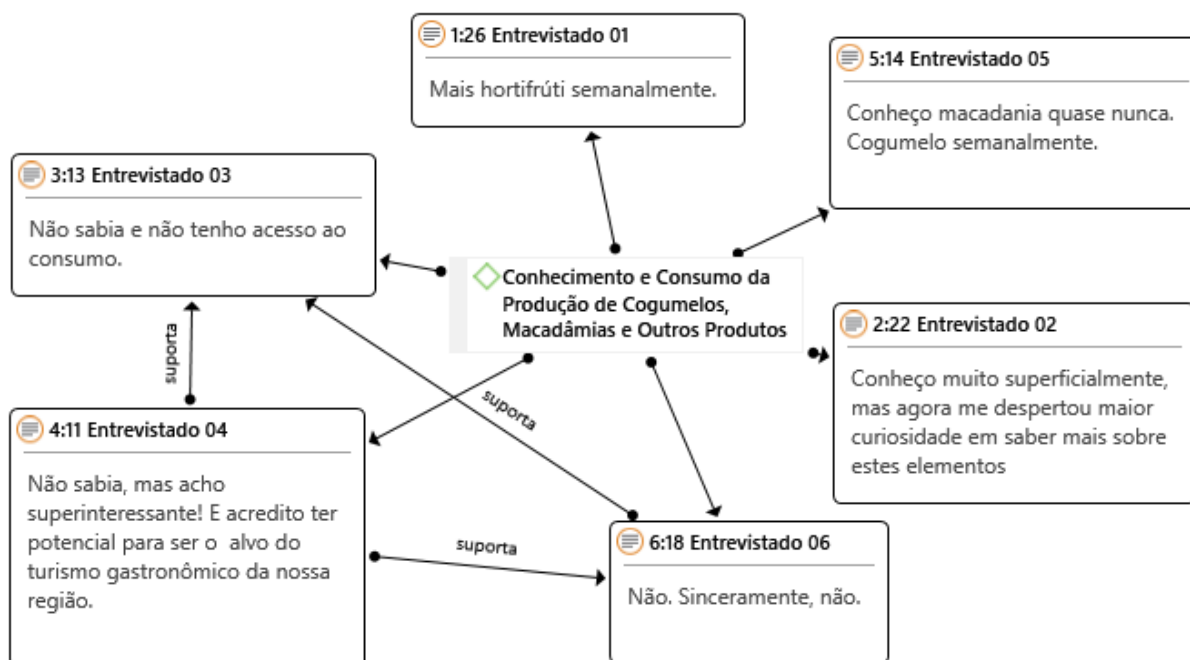 1:26 Entrevistado 01
Mais hortifrúti semanalmente.
5:14 Entrevistado 05
Conheço macadania quase nunca.
Cogumelo semanalmente.
3:13 Entrevistado 03
Não sabia e não tenho acesso ao
consumo.
Conhecimento e Consumo da
Produção de Cogumelos,
Macadâmias e Outros Produtos
2:22 Entrevistado 02
Conheço muito superficialmente,
mas agora me despertou maior
curiosidade em saber mais sobre
estes elementos
suporta
suporta
4:11 Entrevistado 04
Não sabia, mas acho
superinteressante! E acredito ter
potencial para ser o  alvo do
turismo gastronômico da nossa
região.
suporta
6:18 Entrevistado 06
Não. Sinceramente, não.